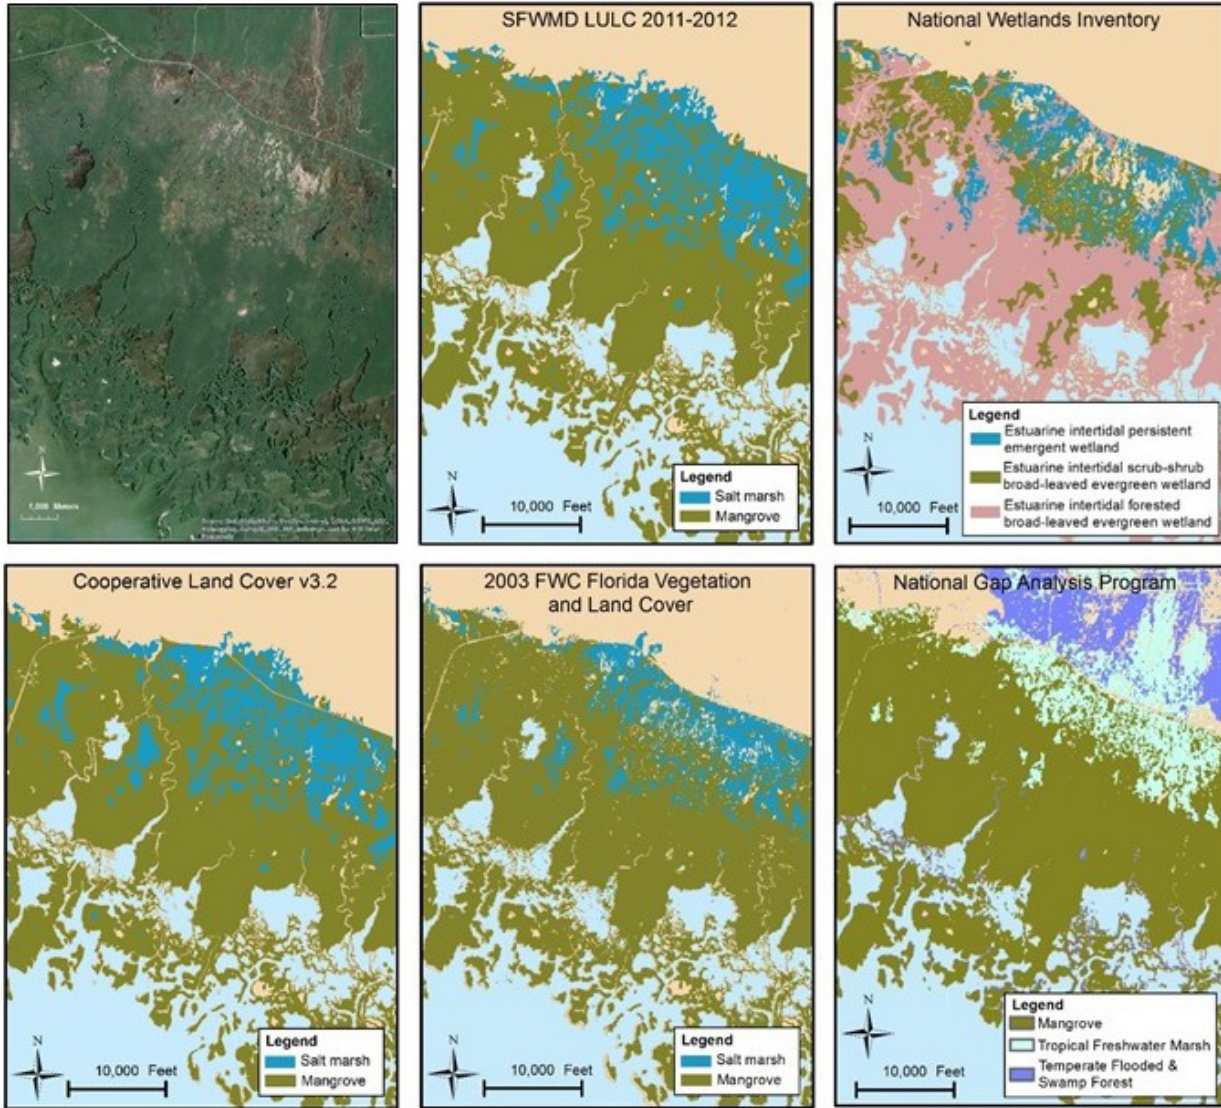 N
1,000 Meters
SFWMD LULC 2011-2012
N
10,000 Feet
Legend
Salt marsh
Mangrove
National Wetlands Inventory
N
10,000 Feet
Legend
Estuarine intertidal persistent
emergent wetland
Estuarine intertidal scrub-shrub
broad-leaved evergreen wetland
Estuarine intertidal forested
broad-leaved evergreen wetland
Cooperative Land Cover v3.2
N
10,000 Feet
Legend
Salt marsh
Mangrove
2003 FWC Florida Vegetation
and Land Cover
N
10,000 Feet
Legend
Salt marsh
Mangrove
National Gap Analysis Program
N
10,000 Feet
Legend
Mangrove
Tropical Freshwater Marsh
Temperate Flooded &
Swamp Forest